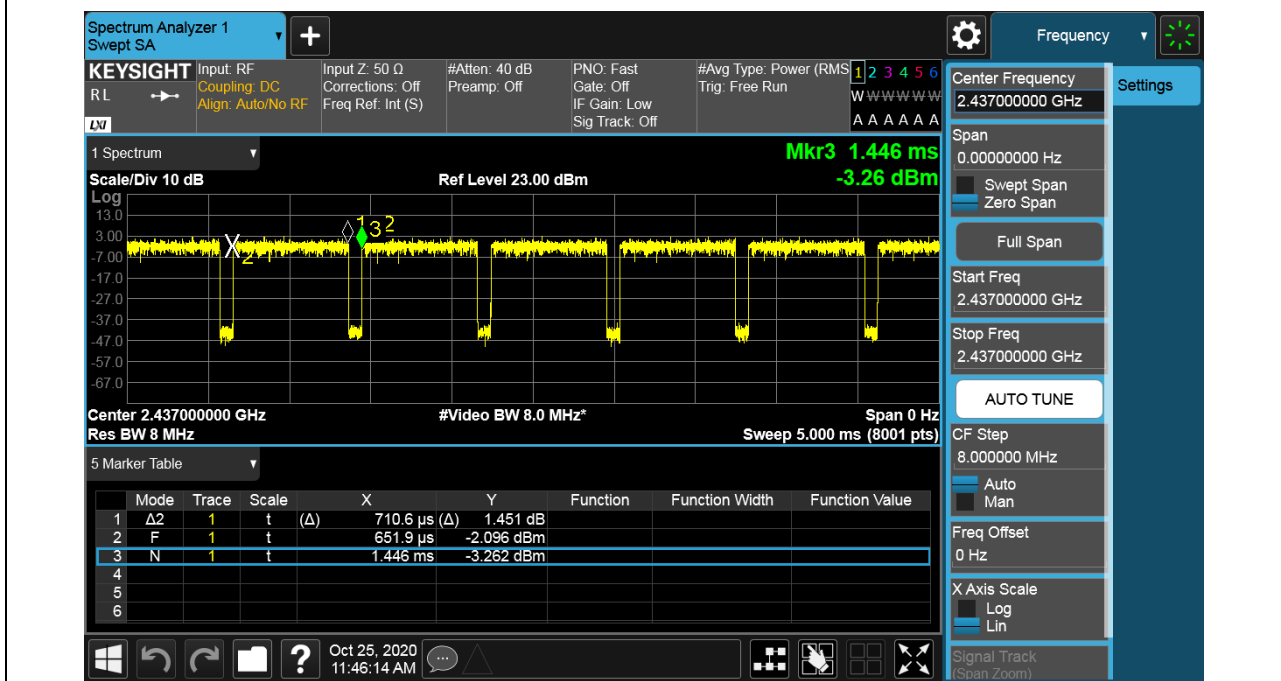 Spectrum Analyzer 1
Swept SA
Frequency
KEYSIGHT
RL
LXI
Input: RF
Coupling: DC
Align: Auto/No RF
Input Z: 50 Ω
Corrections: Off
Freq Ref: Int (S)
#Atten: 40 dB
Preamp: Off
PNO: Fast
Gate: Off
IF Gain: Low
Sig Track: Off
#Avg Type: Power (RMS
Trig: Free Run
1 2 3 4 5 6
W W W W W W
A A A A A A
1 Spectrum
Mkr3 1.446 ms
Scale/Div 10 dB
Ref Level 23.00 dBm
-3.26 dBm
Log
13.0
3.00
-7.00
-17.0
-27.0
-37.0
-47.0
-57.0
-67.0
Center 2.437000000 GHz
#Video BW 8.0 MHz*
Span 0 Hz
Res BW 8 MHz
Sweep 5.000 ms (8001 pts)
5 Marker Table
Mode Trace Scale X Y Function Function Width Function Value
1 Δ2 1 t (Δ) 710.6 µs (Δ) 1.451 dB
2 F 1 t 651.9 µs -2.096 dBm
3 N 1 t 1.446 ms -3.262 dBm
4
5
6
Oct 25, 2020
11:46:14 AM
Center Frequency
2.437000000 GHz
Settings
Span
0.00000000 Hz
Swept Span
Zero Span
Full Span
Start Freq
2.437000000 GHz
Stop Freq
2.437000000 GHz
AUTO TUNE
CF Step
8.000000 MHz
Auto
Man
Freq Offset
0 Hz
X Axis Scale
Log
Lin
Signal Track
(Span Zoom)